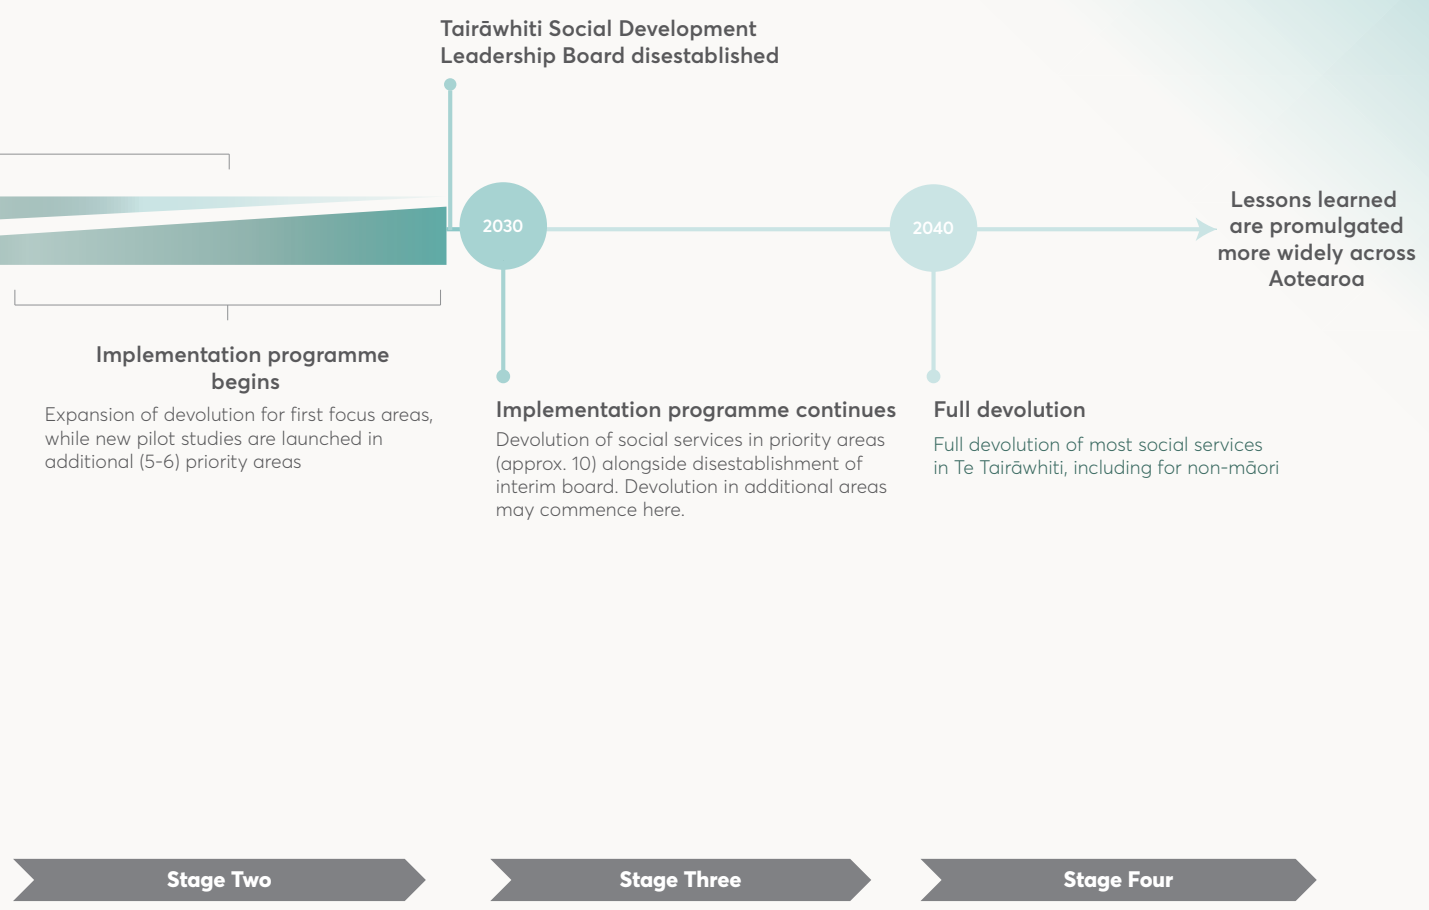 Tairāwhiti Social Development
Leadership Board disestablished
2030
2040
Lessons learned
are promulgated
more widely across
Aotearoa
Implementation programme
begins
Expansion of devolution for first focus areas,
while new pilot studies are launched in
additional (5-6) priority areas
Implementation programme continues
Devolution of social services in priority areas
(approx. 10) alongside disestablishment of
interim board. Devolution in additional areas
may commence here.
Full devolution
Full devolution of most social services
in Te Tairāwhiti, including for non-māori
Stage Two
Stage Three
Stage Four